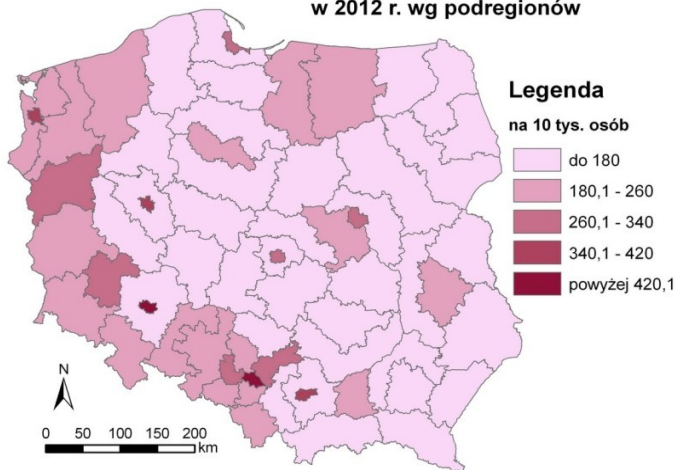 w 2012 r. wg podregionów
Legenda
na 10 tys. osób
do 180
180,1 - 260
260,1 - 340
340,1 - 420
powyżej 420,1
N
0 50 100 150 200
km